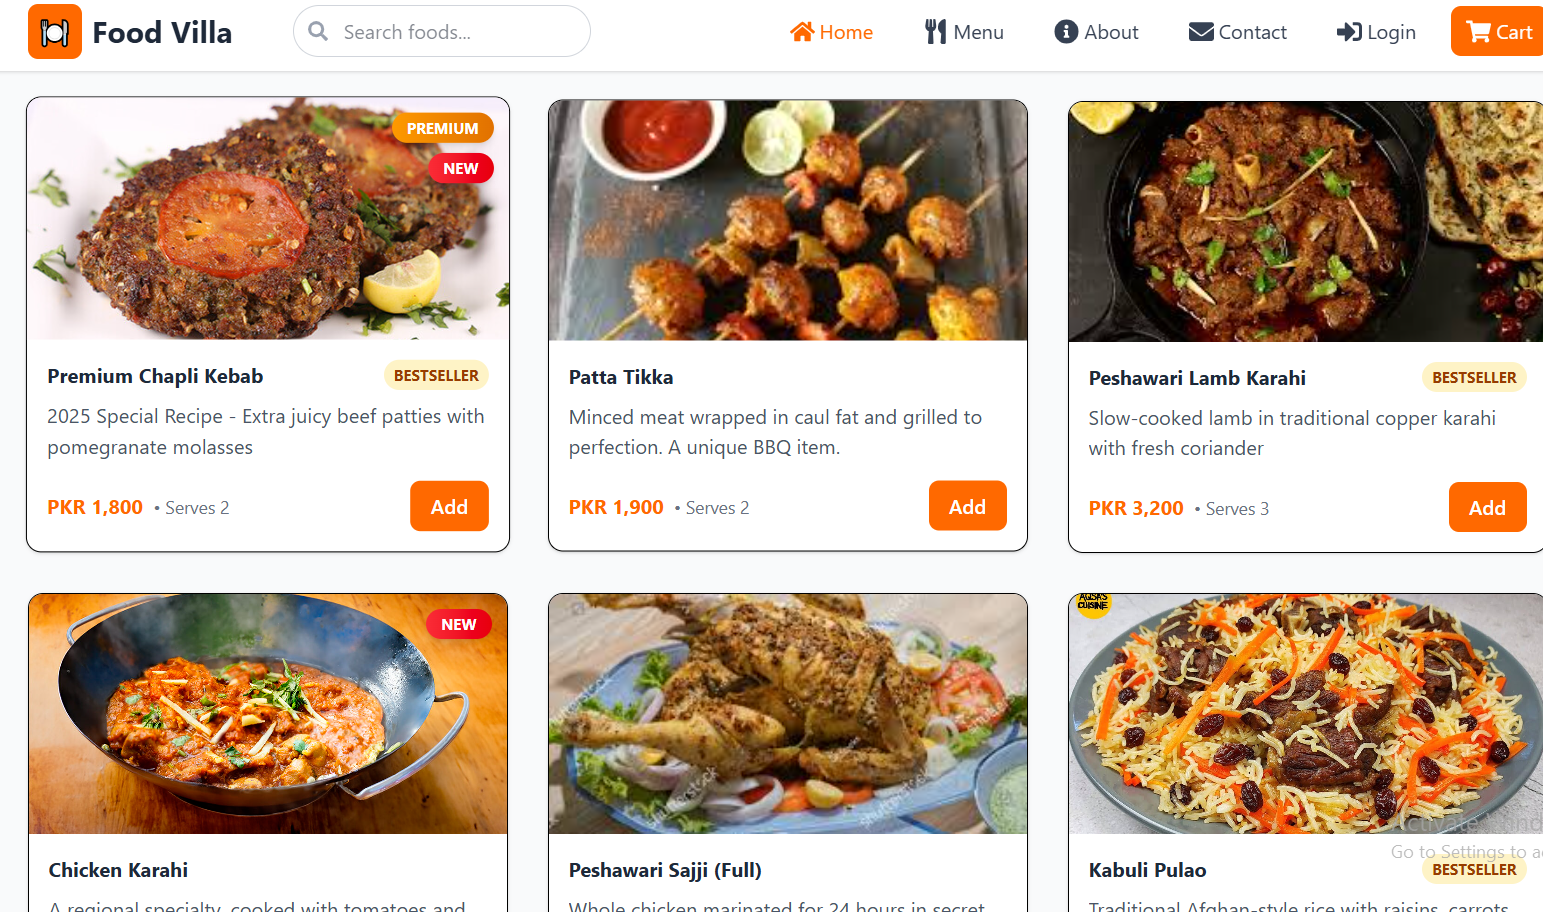 Food Villa
Search foods...
Home
Menu
About
Contact
Login
Cart
PREMIUM
NEW
Premium Chapli Kebab
BESTSELLER
2025 Special Recipe - Extra juicy beef patties with
pomegranate molasses
PKR 1,800 • Serves 2
Add
Patta Tikka
Minced meat wrapped in caul fat and grilled to
perfection. A unique BBQ item.
PKR 1,900 • Serves 2
Add
Peshawari Lamb Karahi
BESTSELLER
Slow-cooked lamb in traditional copper karahi
with fresh coriander
PKR 3,200 • Serves 3
Add
NEW
Chicken Karahi
A regional specialty, cooked with tomatoes and
shutterstock
shutterstock
Peshawari Sajji (Full)
Whole chicken marinated for 24 hours in secret
AQSA'S
CUISINE
Kabuli Pulao
BESTSELLER
Traditional Afghan-style rice with raisins, carrots,
Activate
Go to Settings to